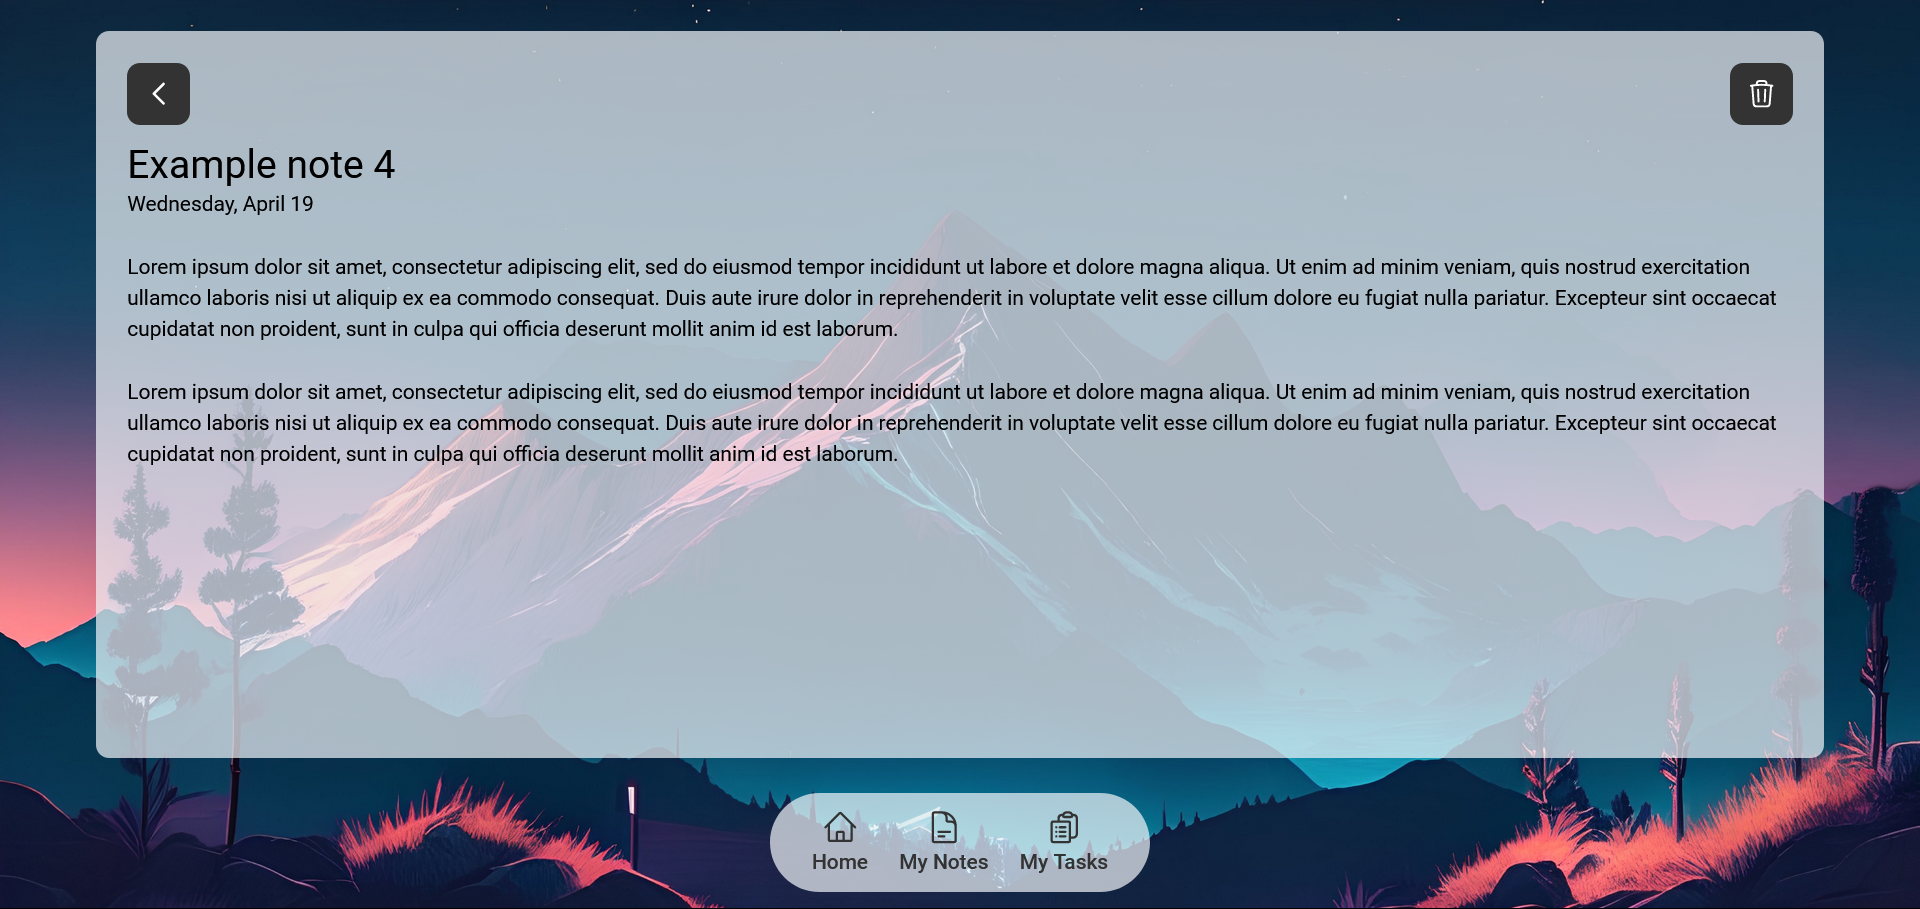 Example note 4
Wednesday, April 19
Lorem ipsum dolor sit amet, consectetur adipiscing elit, sed do eiusmod tempor incididunt ut labore et dolore magna aliqua. Ut enim ad minim veniam, quis nostrud exercitation
ullamco laboris nisi ut aliquip ex ea commodo consequat. Duis aute irure dolor in reprehenderit in voluptate velit esse cillum dolore eu fugiat nulla pariatur. Excepteur sint occaecat
cupidatat non proident, sunt in culpa qui officia deserunt mollit anim id est laborum.
Lorem ipsum dolor sit amet, consectetur adipiscing elit, sed do eiusmod tempor incididunt ut labore et dolore magna aliqua. Ut enim ad minim veniam, quis nostrud exercitation
ullamco laboris nisi ut aliquip ex ea commodo consequat. Duis aute irure dolor in reprehenderit in voluptate velit esse cillum dolore eu fugiat nulla pariatur. Excepteur sint occaecat
cupidatat non proident, sunt in culpa qui officia deserunt mollit anim id est laborum.
Home My Notes My Tasks